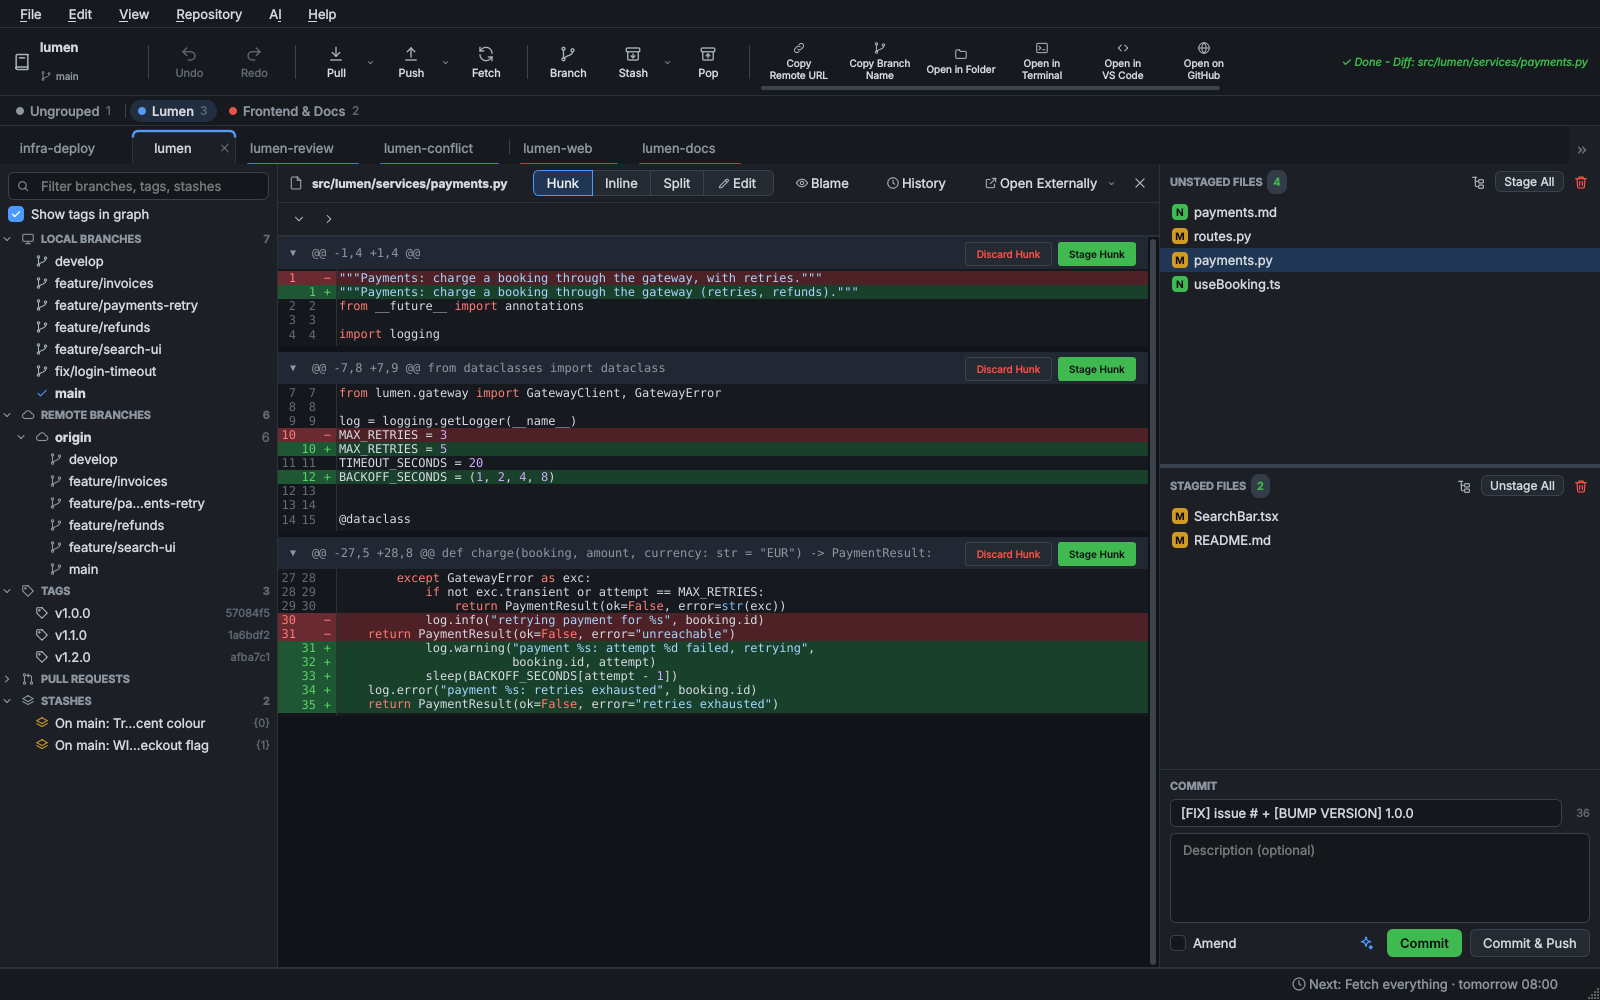 File Edit View Repository AI Help
lumen
main
Undo Redo Pull Push Fetch Branch Stash Pop
Copy Remote URL
Copy Branch Name
Open in Folder
Open in Terminal
Open in VS Code
Open on GitHub
✓ Done - Diff: src/lumen/services/payments.py
Ungrouped 1 Lumen 3 Frontend & Docs 2
infra-deploy lumen lumen-review lumen-conflict lumen-web lumen-docs
Filter branches, tags, stashes
Show tags in graph
LOCAL BRANCHES 7
develop
feature/invoices
feature/payments-retry
feature/refunds
feature/search-ui
fix/login-timeout
main
REMOTE BRANCHES 6
origin 6
develop
feature/invoices
feature/pa...ents-retry
feature/refunds
feature/search-ui
main
TAGS 3
v1.0.0 57084f5
v1.1.0 1a6bdf2
v1.2.0 afba7c1
PULL REQUESTS
STASHES 2
On main: Tr...cent colour {0}
On main: WI...eckout flag {1}
src/lumen/services/payments.py Hunk Inline Split Edit Blame History Open Externally
@@ -1,4 +1,4 @@ Discard Hunk Stage Hunk
1 - """Payments: charge a booking through the gateway, with retries."""
1 + """Payments: charge a booking through the gateway (retries, refunds)."""
2 2 from __future__ import annotations
3 3
4 4 import logging
@@ -7,8 +7,9 @@ from dataclasses import dataclass Discard Hunk Stage Hunk
7 7 from lumen.gateway import GatewayClient, GatewayError
8 8
9 9 log = logging.getLogger(__name__)
10 - MAX_RETRIES = 3
10 + MAX_RETRIES = 5
11 11 TIMEOUT_SECONDS = 20
12 + BACKOFF_SECONDS = (1, 2, 4, 8)
12 13
13 14
14 15 @dataclass
@@ -27,5 +28,8 @@ def charge(booking, amount, currency: str = "EUR") -> PaymentResult: Discard Hunk Stage Hunk
27 28 except GatewayError as exc:
28 29 if not exc.transient or attempt == MAX_RETRIES:
29 30 return PaymentResult(ok=False, error=str(exc))
30 - log.info("retrying payment for %s", booking.id)
31 - return PaymentResult(ok=False, error="unreachable")
31 + log.warning("payment %s: attempt %d failed, retrying",
32 + booking.id, attempt)
33 + sleep(BACKOFF_SECONDS[attempt - 1])
34 + log.error("payment %s: retries exhausted", booking.id)
35 + return PaymentResult(ok=False, error="retries exhausted")
UNSTAGED FILES 4 Stage All
N payments.md
M routes.py
M payments.py
N useBooking.ts
STAGED FILES 2 Unstage All
M SearchBar.tsx
M README.md
COMMIT
[FIX] issue # + [BUMP VERSION] 1.0.0 36
Description (optional)
Amend Commit Commit & Push
Next: Fetch everything · tomorrow 08:00